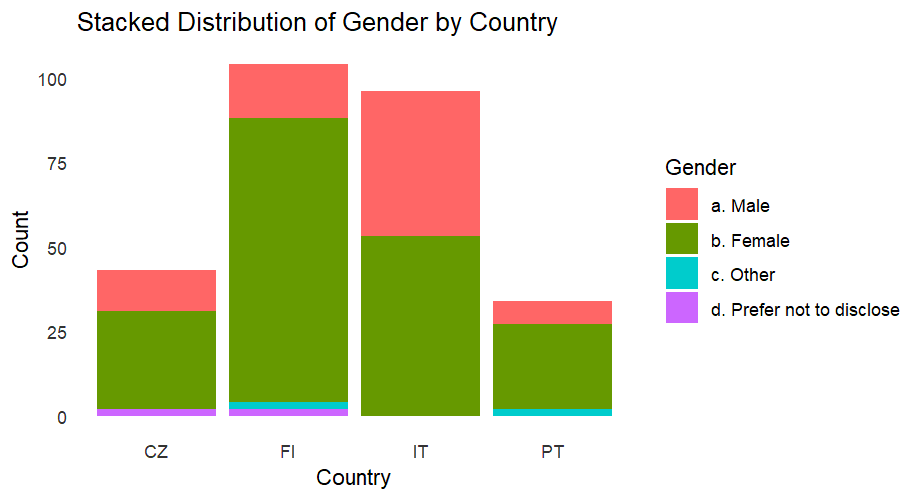 Stacked Distribution of Gender by Country
Count
100
75
50
25
0
CZ FI IT PT
Country
Gender
a. Male
b. Female
c. Other
d. Prefer not to disclose